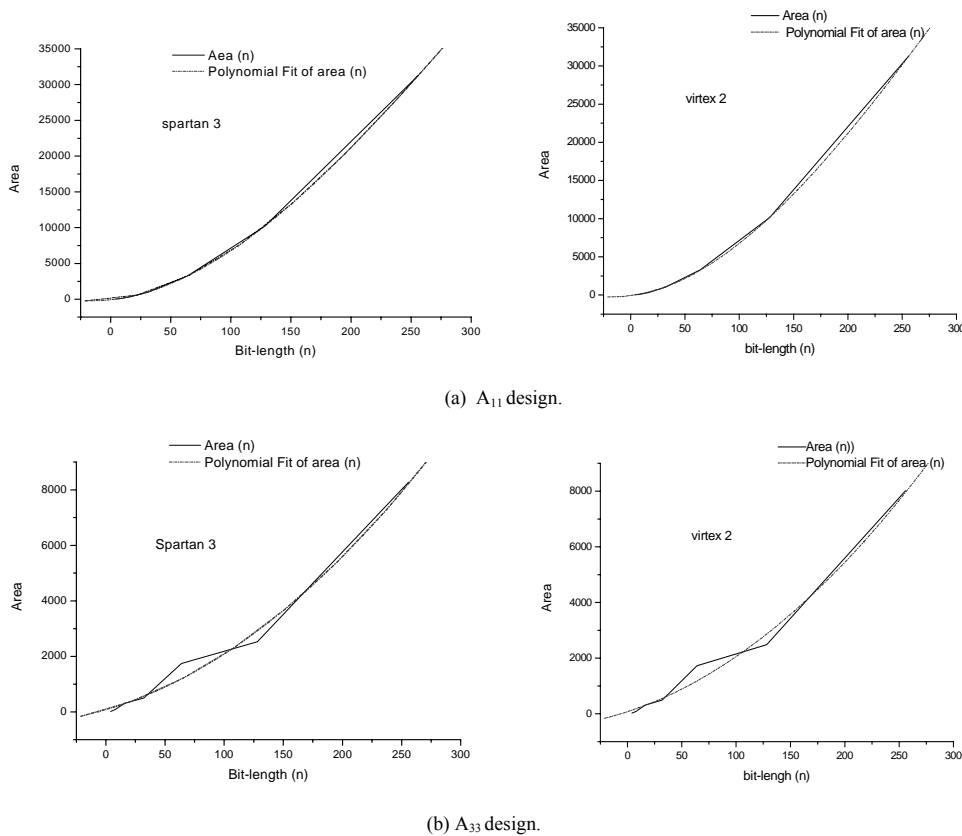 Aea (n)
Polynomial Fit of area (n)
35000
30000
25000
20000
15000
10000
5000
0
Area
spartan 3
0 50 100 150 200 250 300
Bit-length (n)
Area (n)
Polynomial Fit of area (n)
35000
30000
25000
20000
15000
10000
5000
0
Area
virtex 2
0 50 100 150 200 250 300
bit-length (n)
(a) A11 design.
Area (n)
Polynomial Fit of area (n)
8000
6000
4000
2000
0
Area
Spartan 3
0 50 100 150 200 250 300
Bit-length (n)
Area (n))
Polynomial Fit of area (n)
8000
6000
4000
2000
0
Area
virtex 2
0 50 100 150 200 250 300
bit-length (n)
(b) A33 design.